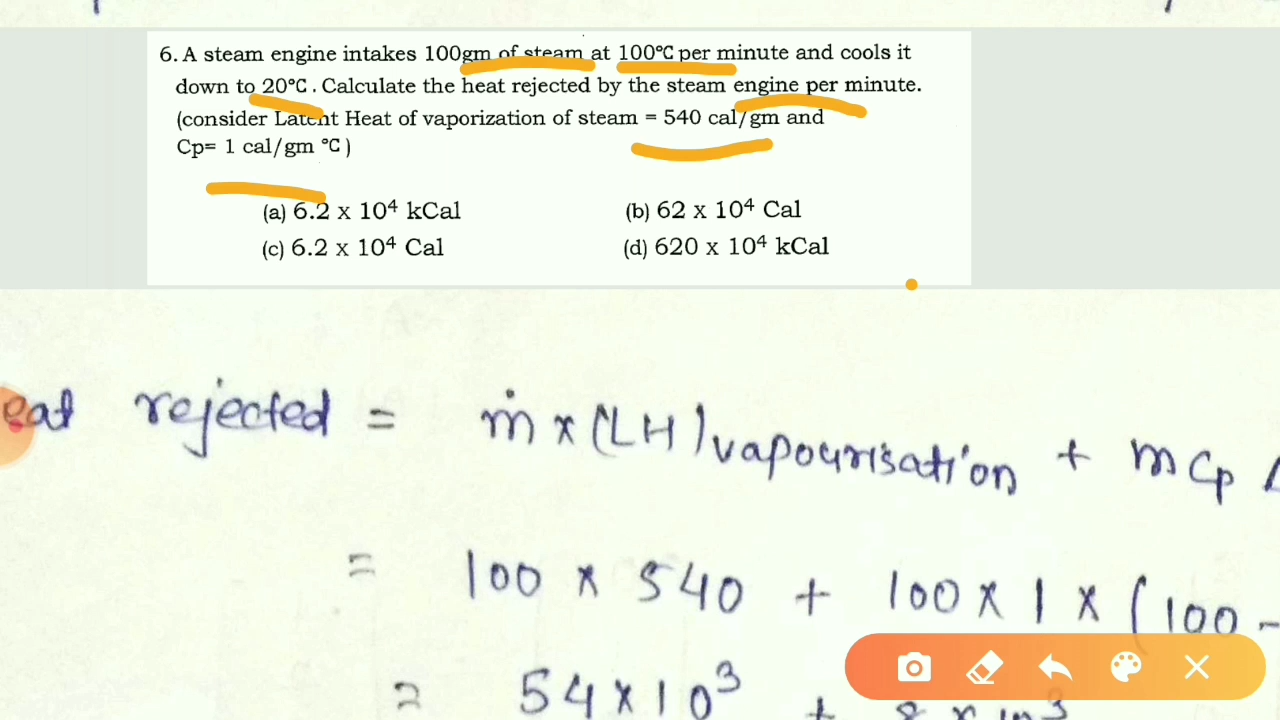 6. A steam engine intakes 100gm of steam at 100°C per minute and cools it
down to 20°C. Calculate the heat rejected by the steam engine per minute.
(consider Latent Heat of vaporization of steam = 540 cal/gm and
Cp= 1 cal/gm °C)
(a) 6.2 x 10⁴ kCal (b) 62 x 10⁴ Cal
(c) 6.2 x 10⁴ Cal (d) 620 x 10⁴ kCal
eat rejected = ṁ x (LH)vapourisation + m Cp
= 100 x 540 + 100 x 1 x (100 -
= 54 x 10³ + 8 x 10³